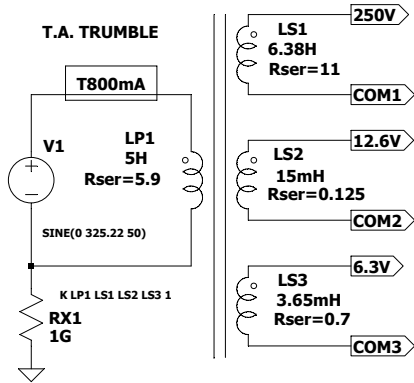 T.A. TRUMBLE
T800mA
V1
SINE(0 325.22 50)
LP1
5H
Rser=5.9
K LP1 LS1 LS2 LS3 1
RX1
1G
250V
LS1
6.38H
Rser=11
COM1
12.6V
LS2
15mH
Rser=0.125
COM2
6.3V
LS3
3.65mH
Rser=0.7
COM3